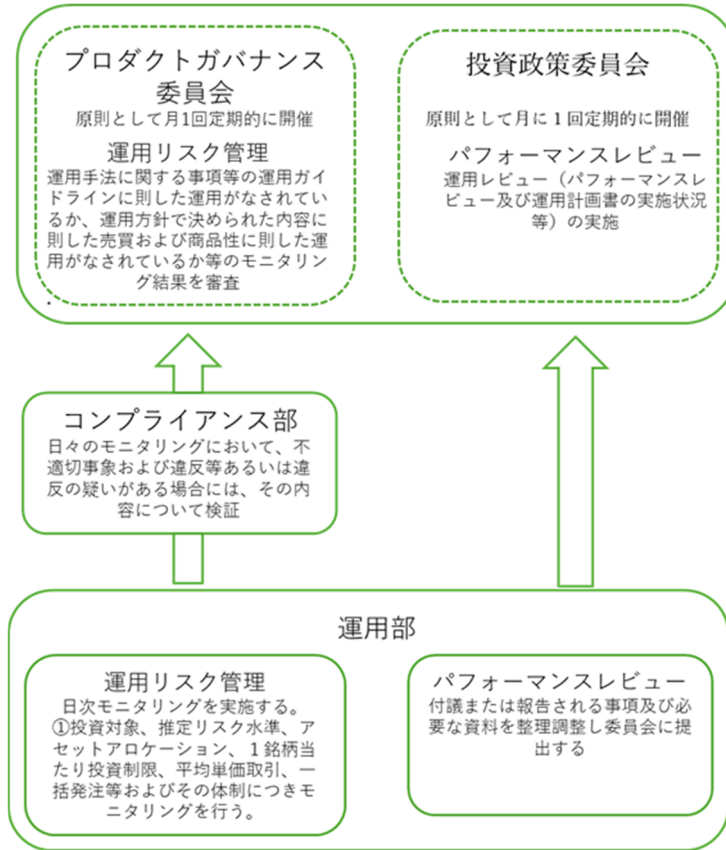 プロダクトガバナンス
委員会
原則として月1回定期的に開催
運用リスク管理
運用手法に関する事項等の運用ガイ
ドラインに則した運用がなされてい
るか、運用方針で決められた内容に
則した売買および商品性に則した運
用がなされているか等のモニタリン
グ結果を審査
.
投資政策委員会
原則として月に１回定期的に開催
パフォーマンスレビュー
運用レビュー（パフォーマンスレ
ビュー及び運用計画書の実施状況
等）の実施
コンプライアンス部
日々のモニタリングにおいて、不
適切事象および違反等あるいは違
反の疑いがある場合には、その内
容について検証
運用部
運用リスク管理
日次モニタリングを実施する。
①投資対象、推定リスク水準、ア
セットアロケーション、１銘柄当
たり投資制限、平均単価取引、一
括発注等およびその体制につきモ
ニタリングを行う。
パフォーマンスレビュー
付議または報告される事項及び必
要な資料を整理調整し委員会に提
出する